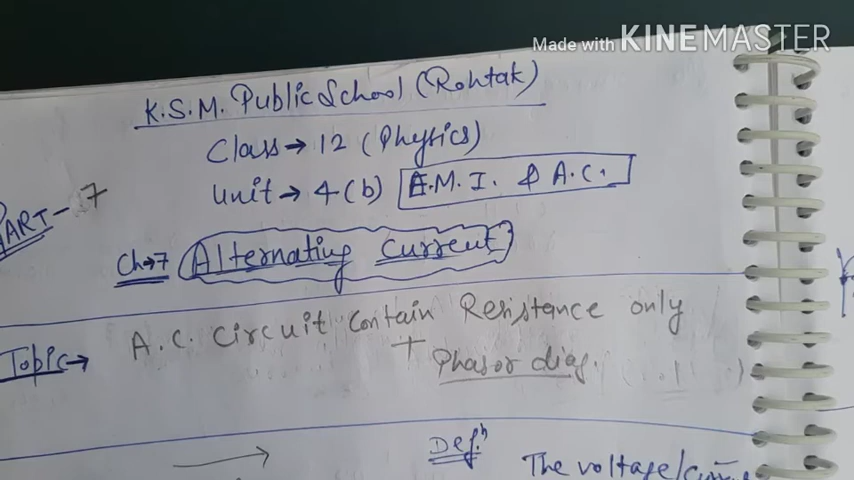 Made with KINEMASTER
K.S.M. Public School (Rohtak)
Class → 12 (Physics)
Unit → 4 (b) E.M.I. & A.C.
PART - 7
Ch → 7 Alternating Current
Topic → A.C. Circuit Contain Resistance only
+ Phasor diag.
Defⁿ
The voltage/